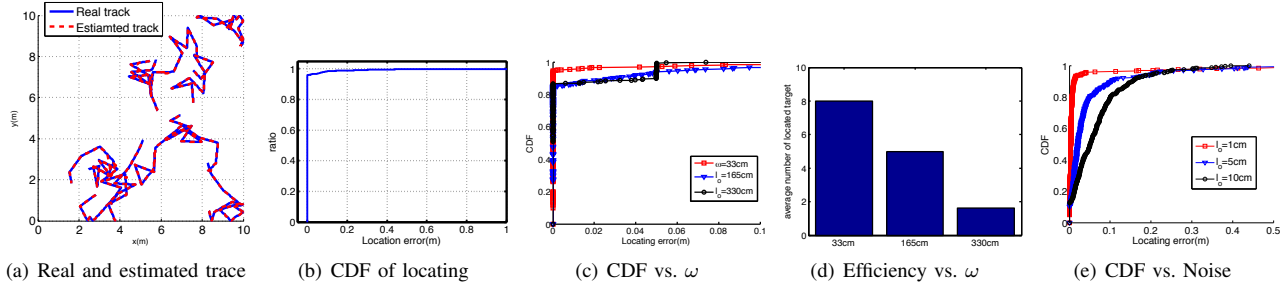 Real track
Estiamted track
10
8
6
4
2
0
y(m)
0
2
4
6
8
10
x(m)
(a) Real and estimated trace
1
0.8
0.6
0.4
0.2
0
ratio
0
0.2
0.4
0.6
0.8
1
Location error(m)
(b) CDF of locating
1
0.8
0.6
0.4
0.2
0
CDF
ω=33cm
l_o=165cm
l_o=330cm
0
0.02
0.04
0.06
0.08
0.1
Locating error(m)
(c) CDF vs. ω
10
8
6
4
2
0
average number of located target
33cm
165cm
330cm
(d) Efficiency vs. ω
1
0.8
0.6
0.4
0.2
0
CDF
l_o=1cm
l_o=5cm
l_o=10cm
0
0.1
0.2
0.3
0.4
0.5
Locating error(m)
(e) CDF vs. Noise